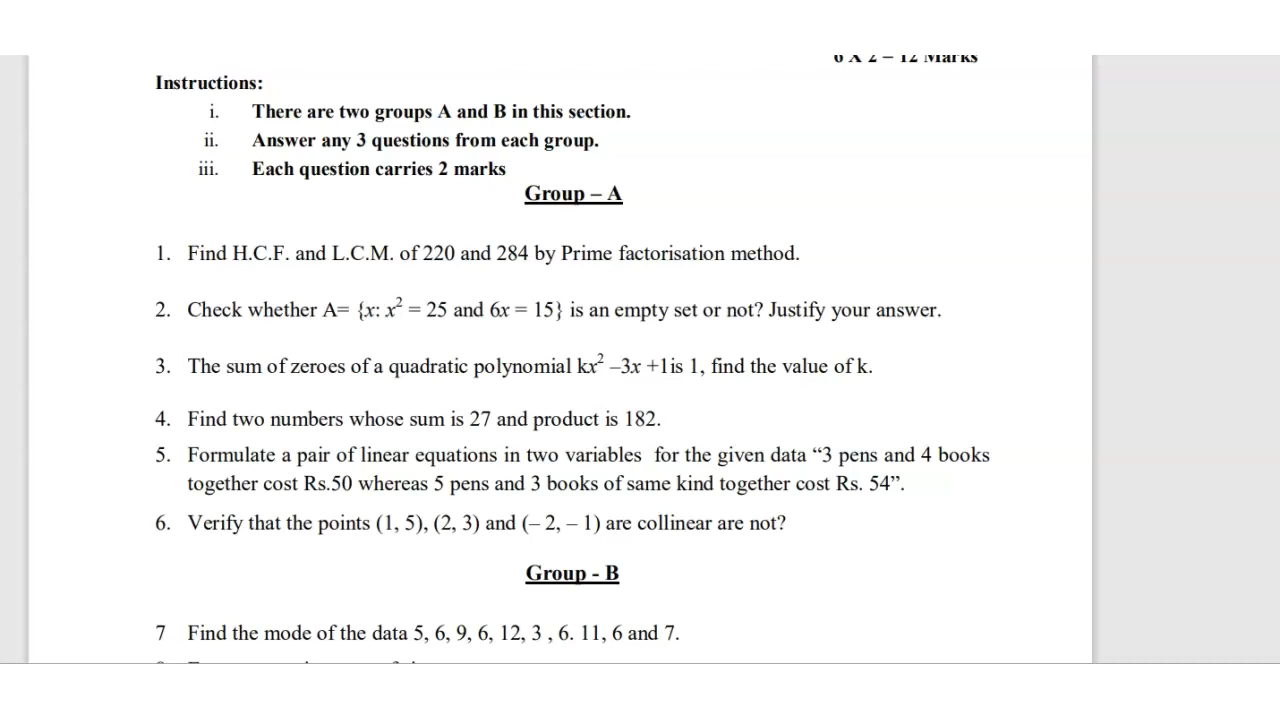 Instructions:
i. There are two groups A and B in this section.
ii. Answer any 3 questions from each group.
iii. Each question carries 2 marks
Group – A
1. Find H.C.F. and L.C.M. of 220 and 284 by Prime factorisation method.
2. Check whether A= {x: x² = 25 and 6x = 15} is an empty set or not? Justify your answer.
3. The sum of zeroes of a quadratic polynomial kx² –3x +1is 1, find the value of k.
4. Find two numbers whose sum is 27 and product is 182.
5. Formulate a pair of linear equations in two variables for the given data “3 pens and 4 books
together cost Rs.50 whereas 5 pens and 3 books of same kind together cost Rs. 54”.
6. Verify that the points (1, 5), (2, 3) and (– 2, – 1) are collinear are not?
Group - B
7 Find the mode of the data 5, 6, 9, 6, 12, 3 , 6. 11, 6 and 7.